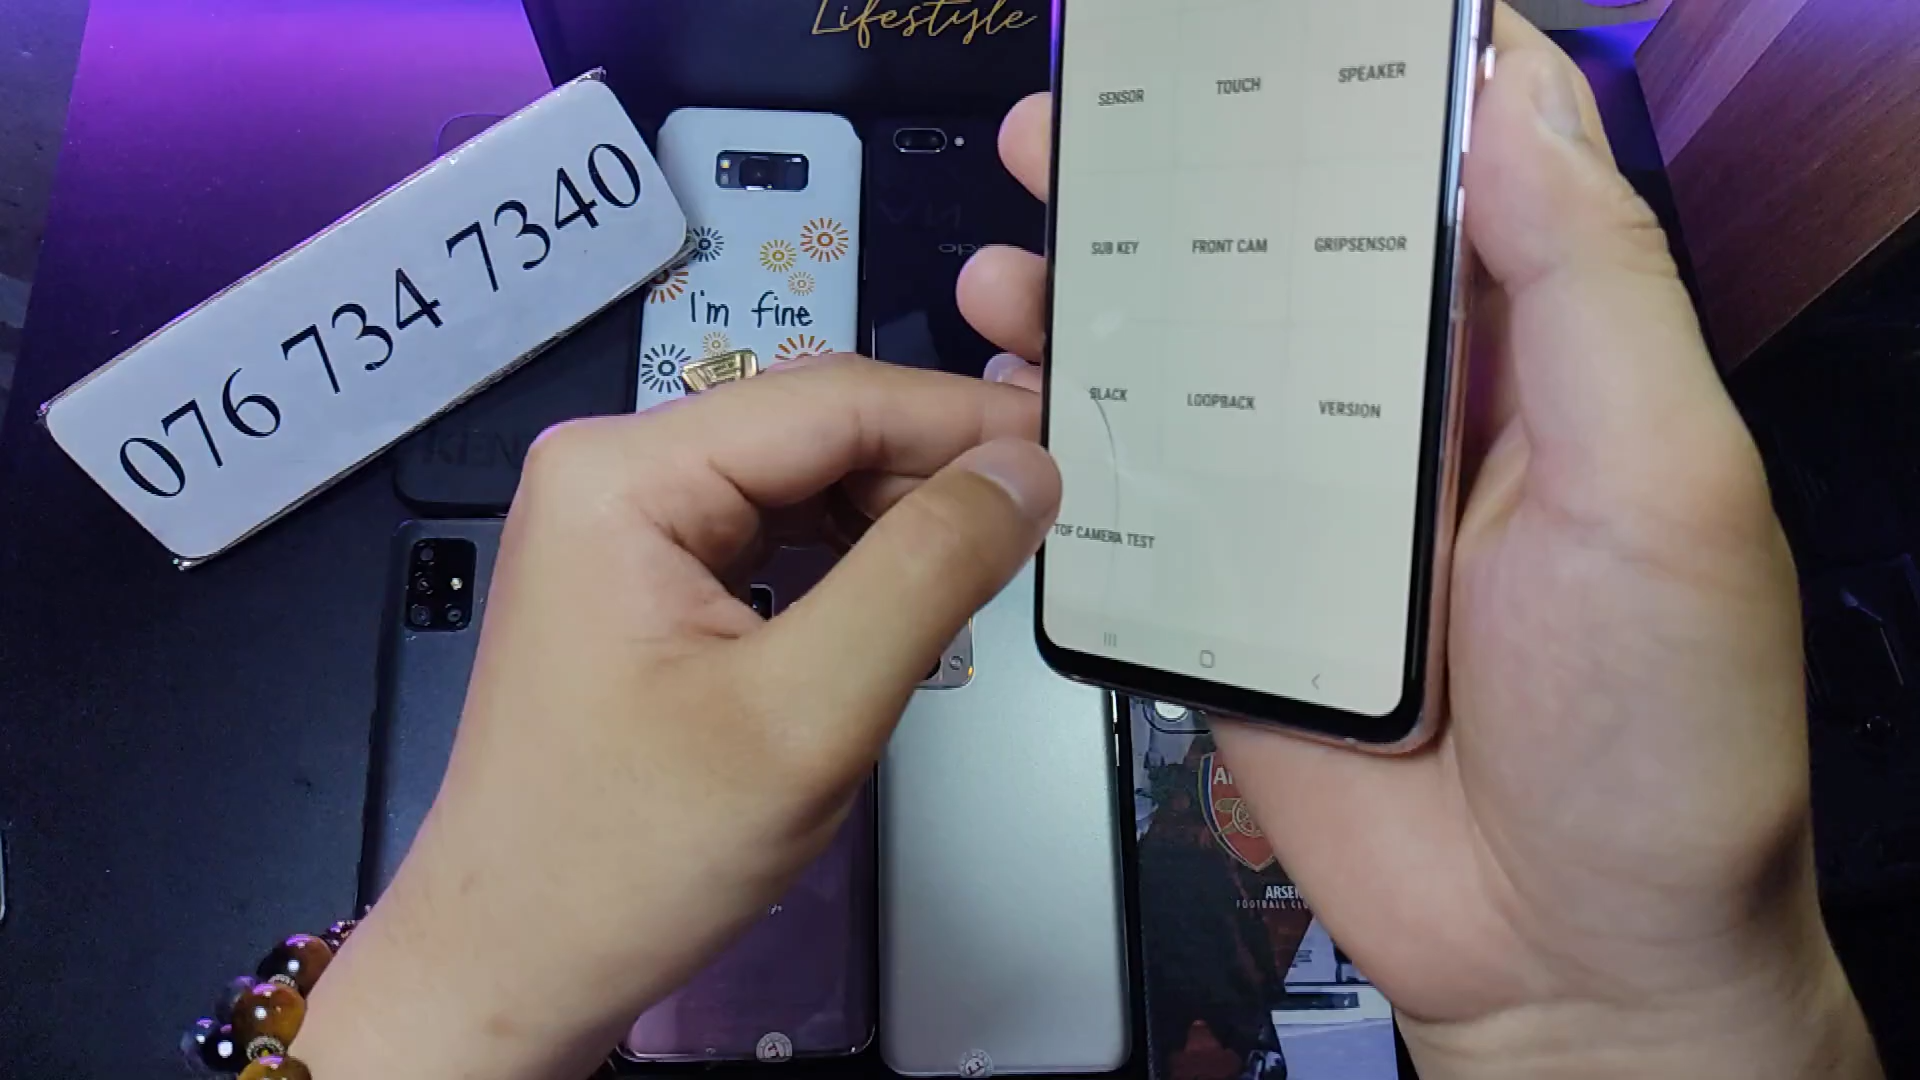 Lifestyle
076 734 7340
I'm fine
SENSOR
TOUCH
SPEAKER
SUB KEY
FRONT CAM
GRIPSENSOR
BLACK
LOOPBACK
VERSION
TOF CAMERA TEST